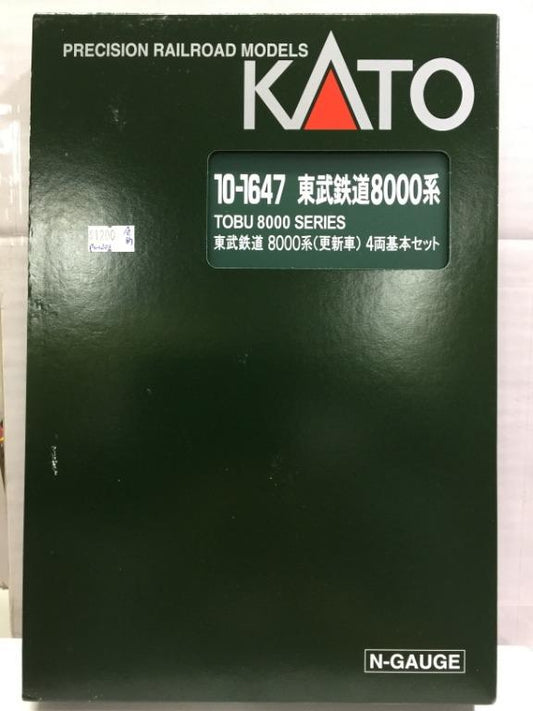 PRECISION RAILROAD MODELS
KATO
10-1647 東武鉄道8000系
TOBU 8000 SERIES
東武鉄道 8000系(更新車) 4両基本セット
$1200
N-GAUGE